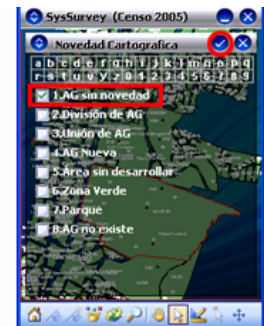 SysSurvey (Censo 2005)
Novedad Cartografica
a b c d e f g h i j k l m n o p q
r s t u v y z 0 1 2 3 4 5 6 7 8 9
1.AG sin novedad
2.División de AG
3.Unión de AG
4.AG Nueva
5.Área sin desarrollar
6.Zona Verde
7.Parque
8.AG no existe